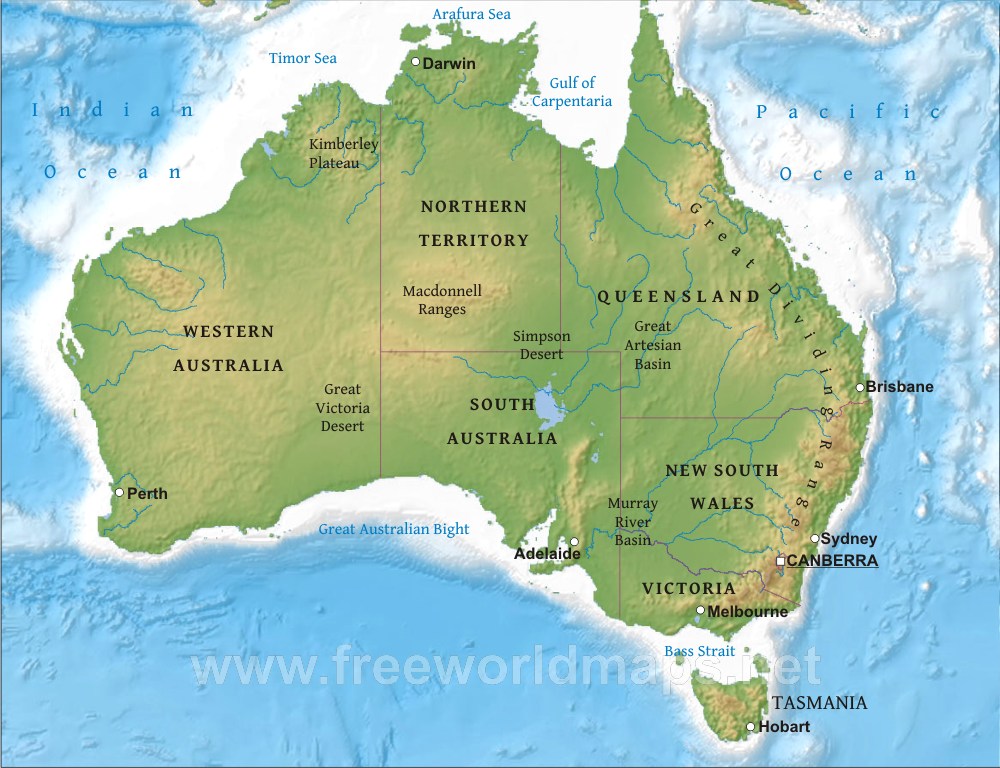 Arafura Sea
Timor Sea
Darwin
Gulf of
Carpentaria
Indian
Ocean
Pacific
Ocean
Kimberley
Plateau
NORTHERN
TERRITORY
Great Dividing Range
Macdonnell
Ranges
QUEENSLAND
WESTERN
AUSTRALIA
Simpson
Desert
Great
Artesian
Basin
Great
Victoria
Desert
SOUTH
AUSTRALIA
Brisbane
NEW SOUTH
WALES
Perth
Murray
River
Basin
Great Australian Bight
Adelaide
Sydney
CANBERRA
VICTORIA
Melbourne
Bass Strait
www.freeworldmaps.net
TASMANIA
Hobart